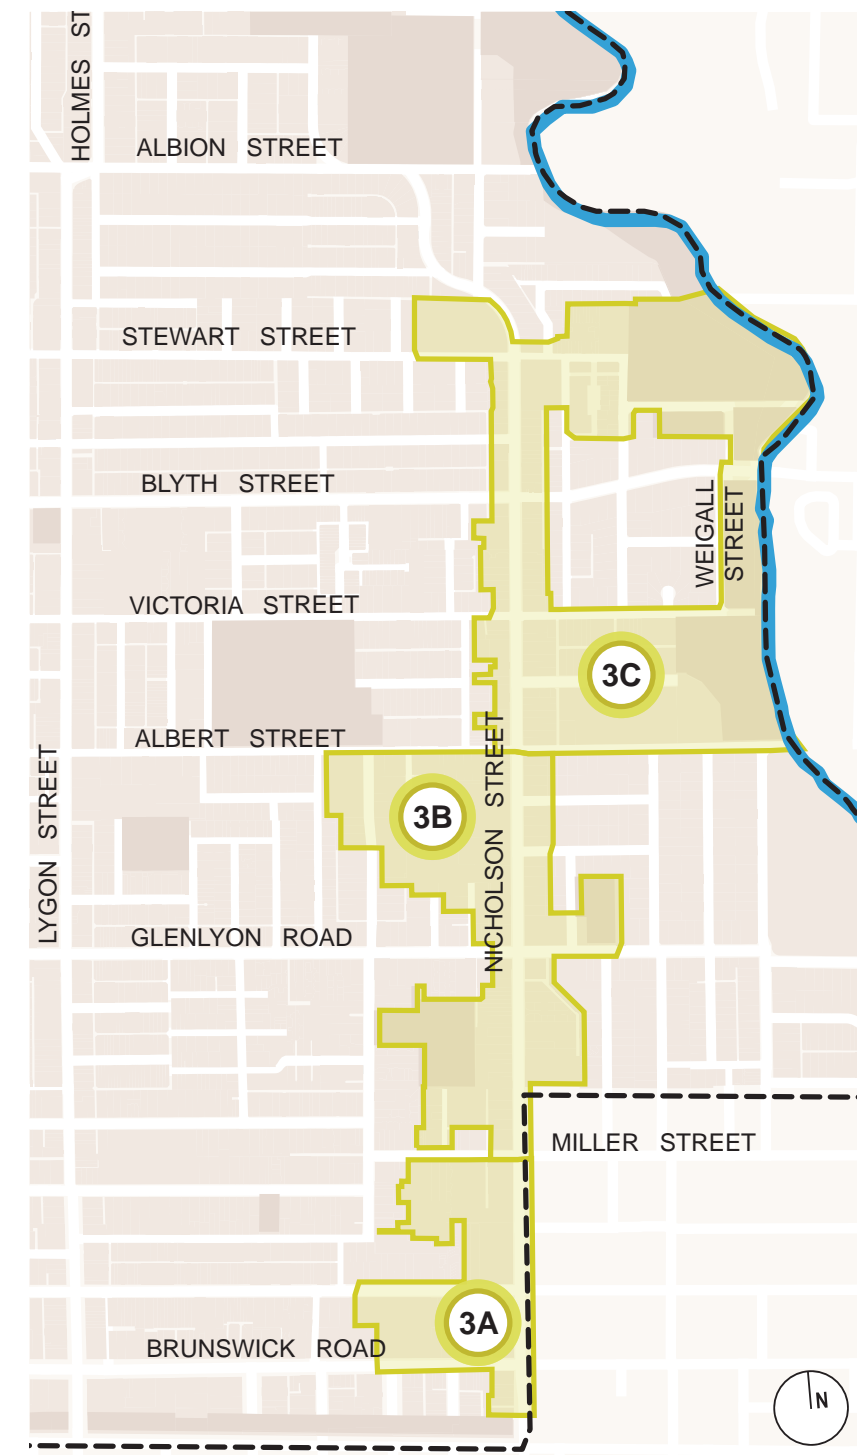 HOLMES ST
ALBION STREET
STEWART STREET
BLYTH STREET
WEIGALL
STREET
VICTORIA STREET
3C
ALBERT STREET
LYGON STREET
3B
NICHOLSON STREET
GLENLYON ROAD
MILLER STREET
3A
BRUNSWICK ROAD
N